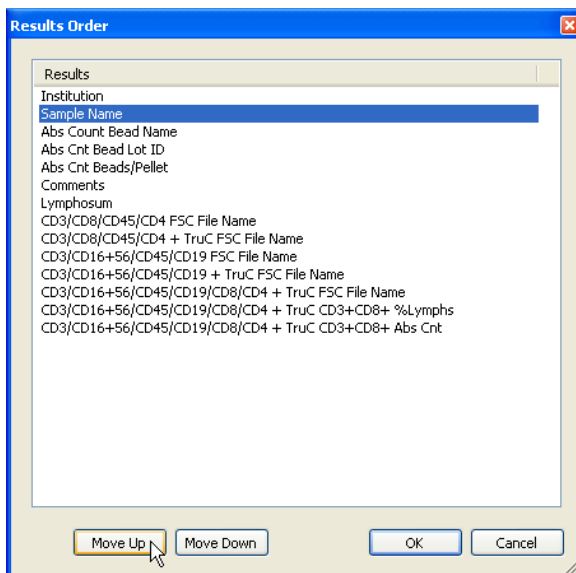 Results Order
Results
Institution
Sample Name
Abs Count Bead Name
Abs Cnt Bead Lot ID
Abs Cnt Beads/Pellet
Comments
Lymphosum
CD3/CD8/CD45/CD4 FSC File Name
CD3/CD8/CD45/CD4 + TruC FSC File Name
CD3/CD16+56/CD45/CD19 FSC File Name
CD3/CD16+56/CD45/CD19 + TruC FSC File Name
CD3/CD16+56/CD45/CD19/CD8/CD4 + TruC FSC File Name
CD3/CD16+56/CD45/CD19/CD8/CD4 + TruC CD3+CD8+ %Lymphs
CD3/CD16+56/CD45/CD19/CD8/CD4 + TruC CD3+CD8+ Abs Cnt
Move Up Move Down OK Cancel